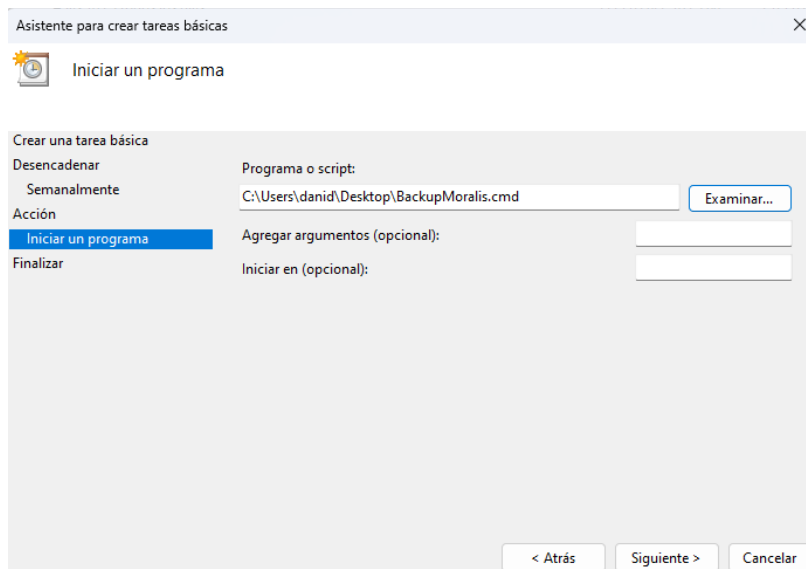 Asistente para crear tareas básicas
Iniciar un programa
Crear una tarea básica
Desencadenar
Semanalmente
Acción
Iniciar un programa
Finalizar
Programa o script:
C:\Users\danid\Desktop\BackupMoralis.cmd
Examinar...
Agregar argumentos (opcional):
Iniciar en (opcional):
< Atrás
Siguiente >
Cancelar